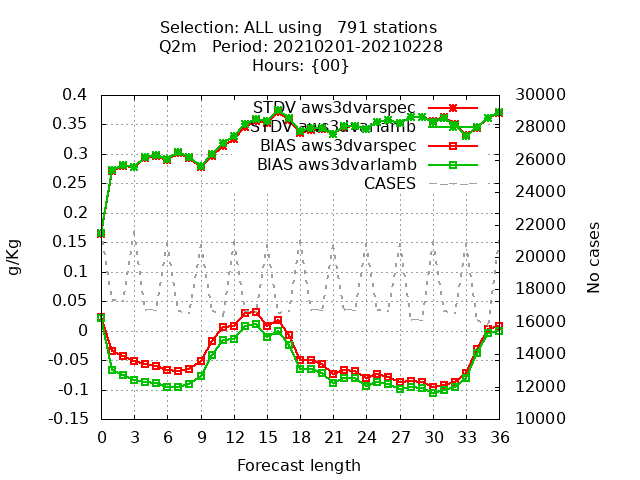 Selection: ALL using   791 stations
Q2m   Period: 20210201-20210228
Hours: {00}
STDV aws3dvarspec
STDV aws3dvarlamb
BIAS aws3dvarspec
BIAS aws3dvarlamb
CASES
g/Kg
0.4
0.35
0.3
0.25
0.2
0.15
0.1
0.05
0
-0.05
-0.1
-0.15
30000
28000
26000
24000
22000
20000
18000
16000
14000
12000
10000
No cases
0 3 6 9 12 15 18 21 24 27 30 33 36
Forecast length